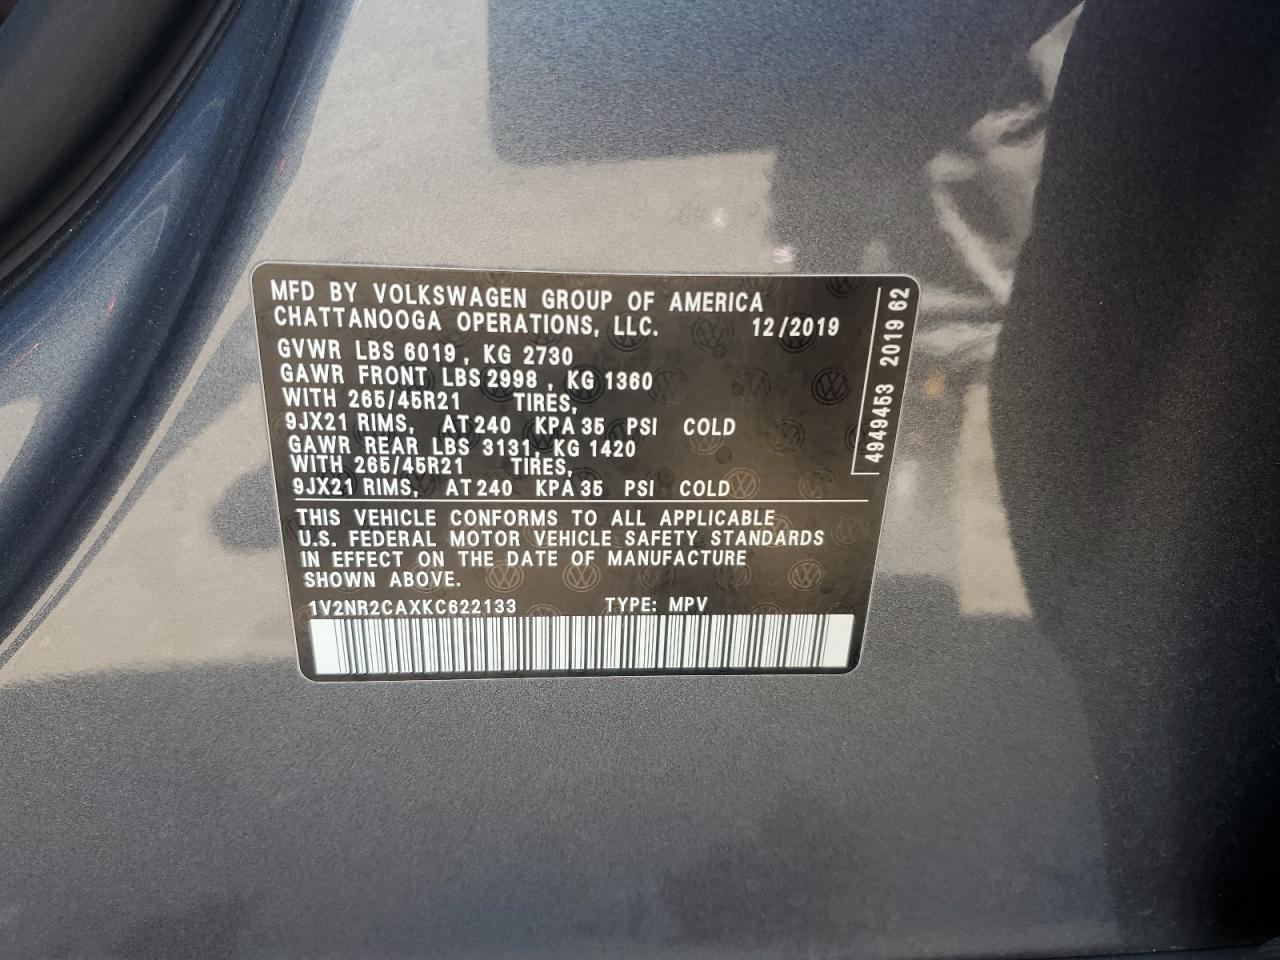 MFD BY VOLKSWAGEN GROUP OF AMERICA
CHATTANOOGA OPERATIONS, LLC. 12/2019
GVWR LBS 6019, KG 2730
GAWR FRONT LBS 2998, KG 1360
WITH 265/45R21 TIRES,
9JX21 RIMS, AT 240 KPA 35 PSI COLD
GAWR REAR LBS 3131, KG 1420
WITH 265/45R21 TIRES,
9JX21 RIMS, AT 240 KPA 35 PSI COLD
THIS VEHICLE CONFORMS TO ALL APPLICABLE
U.S. FEDERAL MOTOR VEHICLE SAFETY STANDARDS
IN EFFECT ON THE DATE OF MANUFACTURE
SHOWN ABOVE.
1V2NR2CAXKC622133 TYPE: MPV
4949453 2019 62